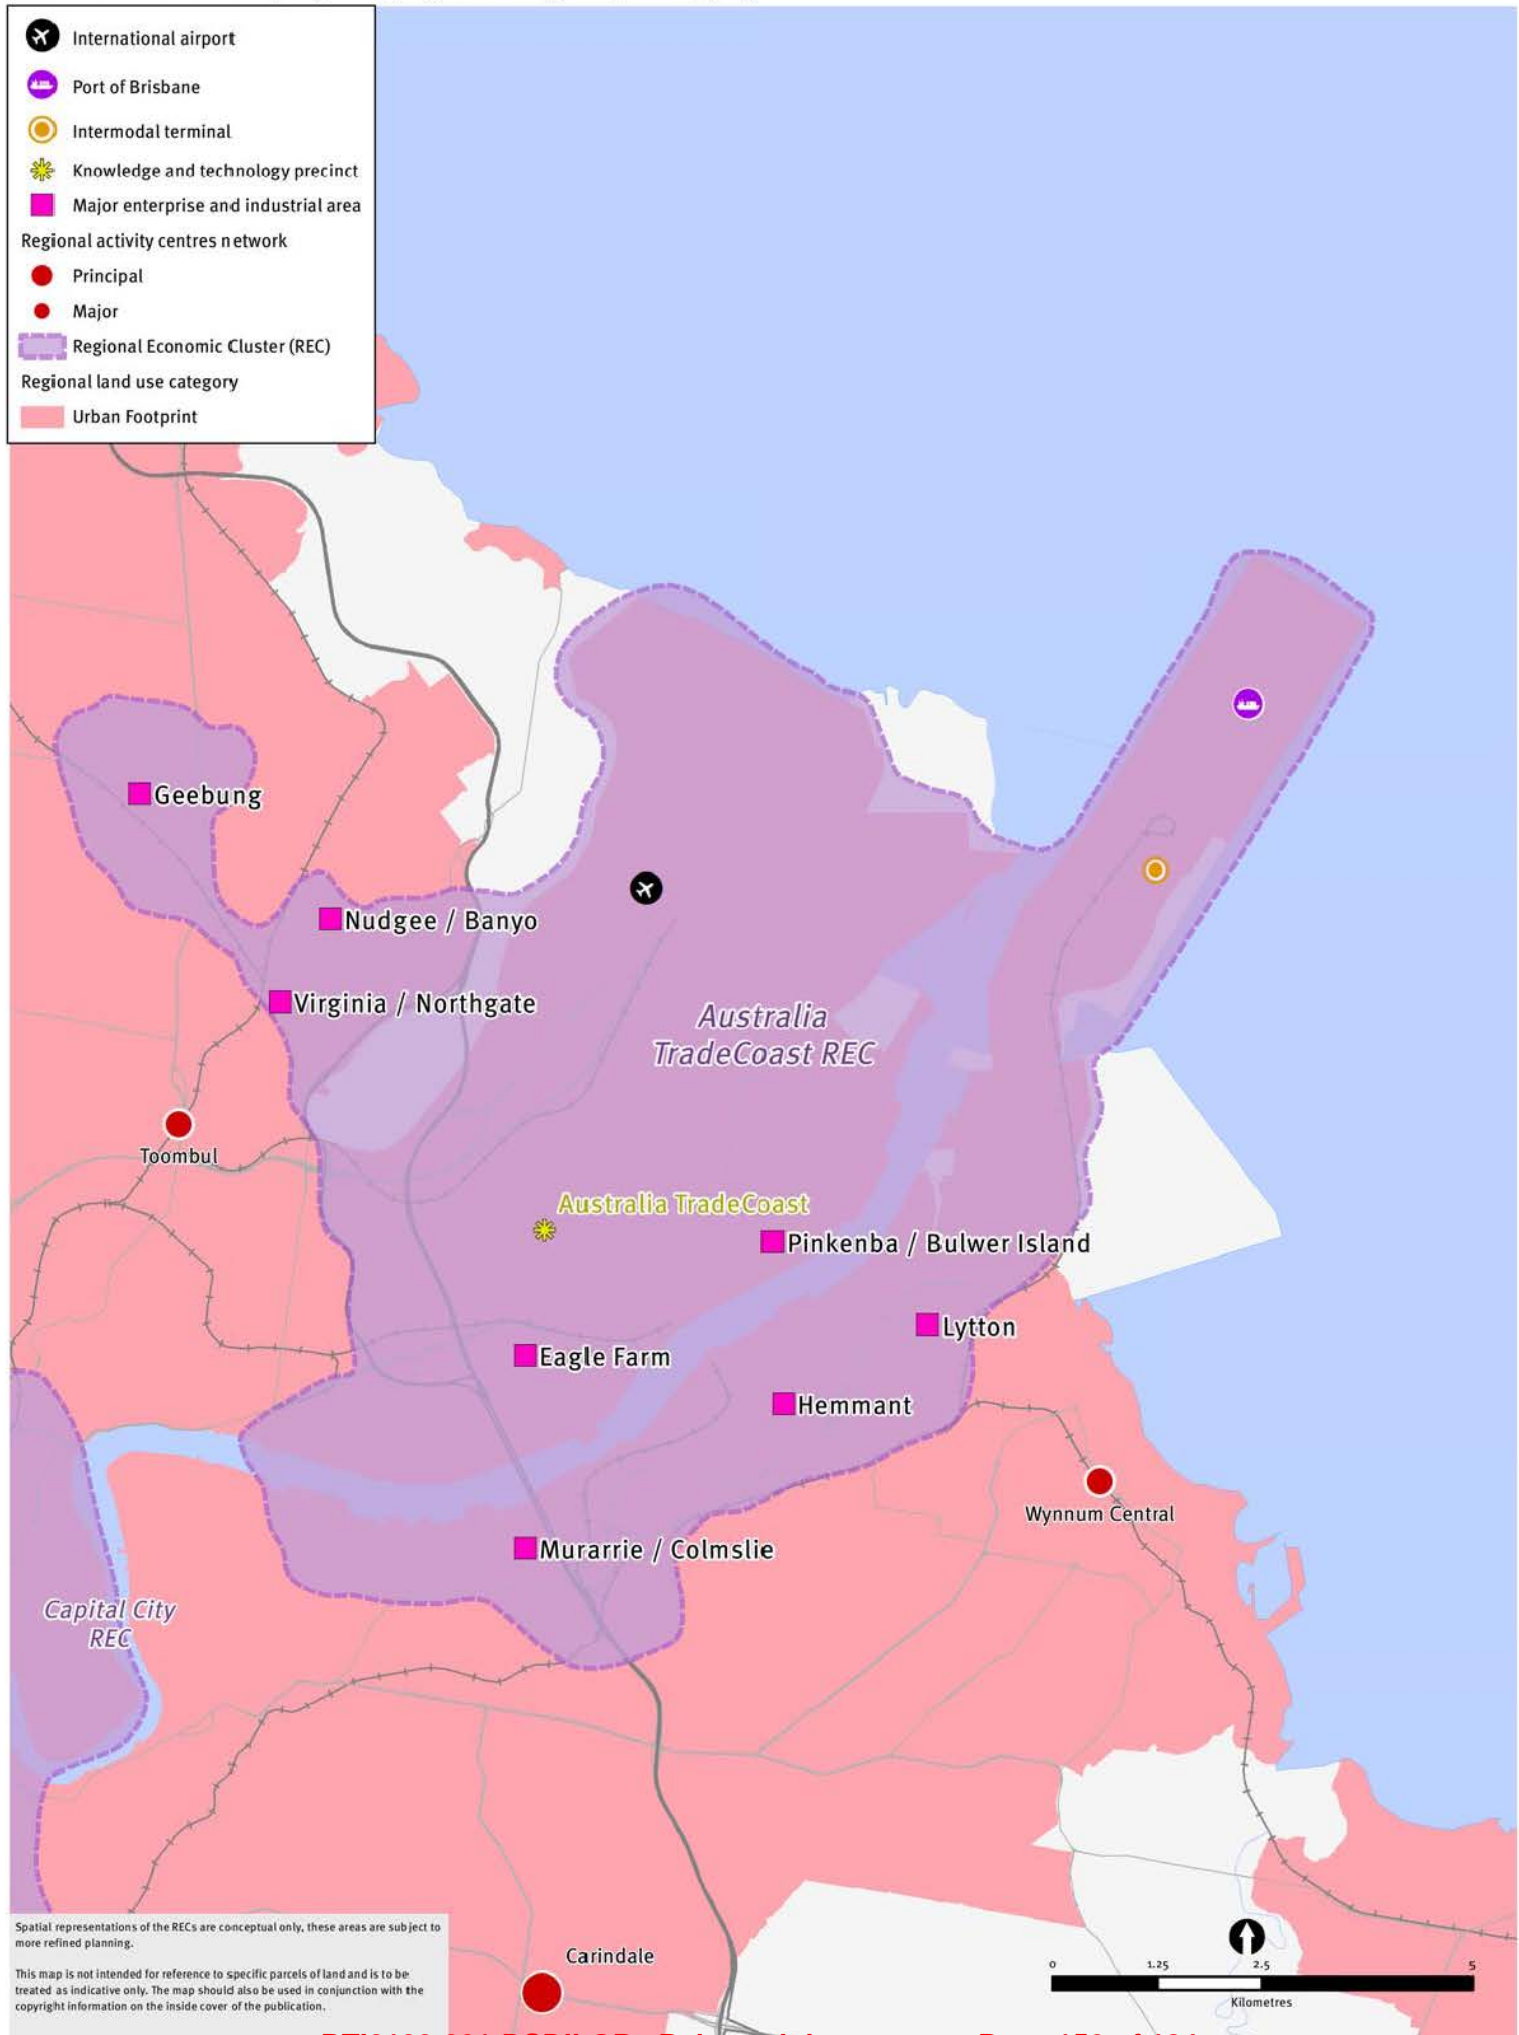 International airport
Port of Brisbane
Intermodal terminal
Knowledge and technology precinct
Major enterprise and industrial area
Regional activity centres network
Principal
Major
Regional Economic Cluster (REC)
Regional land use category
Urban Footprint
Geebung
Nudgee / Banyo
Virginia / Northgate
Australia
TradeCoast REC
Toombul
Australia TradeCoast
Pinkenba / Bulwer Island
Lytton
Eagle Farm
Hemmant
Wynnum Central
Murarrie / Colmslie
Capital City
REC
Spatial representations of the RECs are conceptual only, these areas are subject to
more refined planning.
This map is not intended for reference to specific parcels of land and is to be
treated as indicative only. The map should also be used in conjunction with the
copyright information on the inside cover of the publication.
Carindale
0 1.25 2.5 5
Kilometres